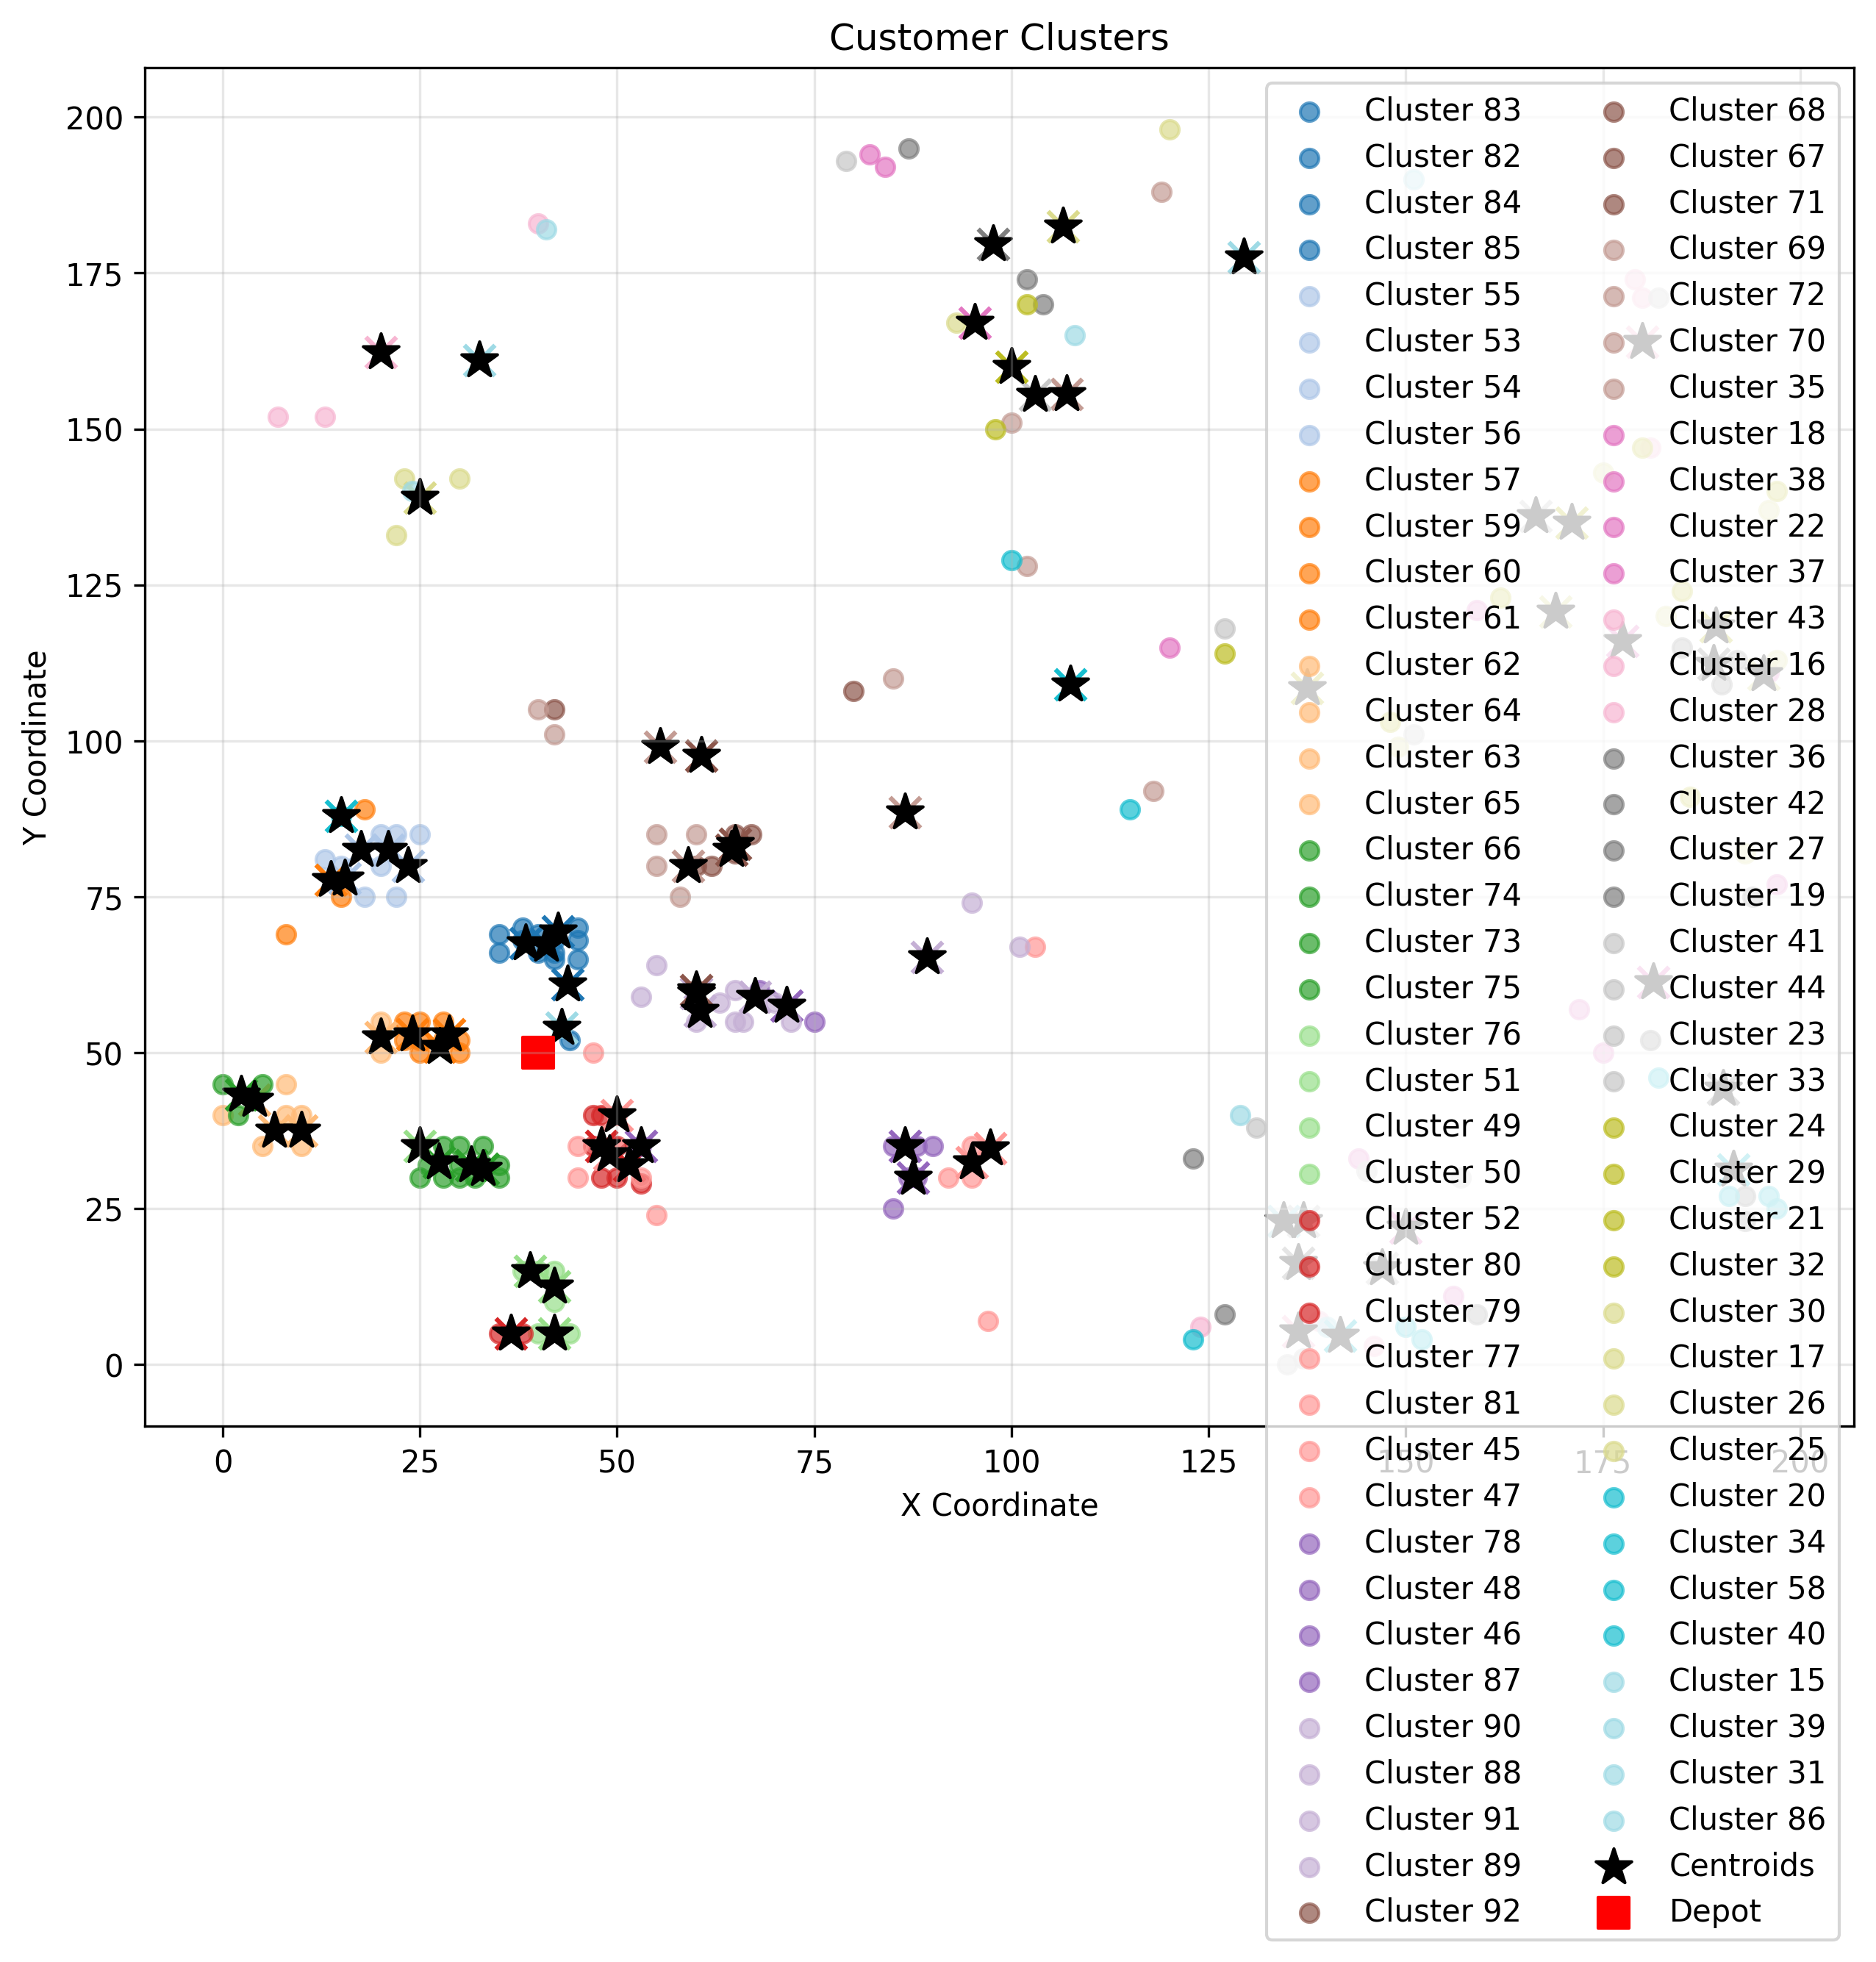 Customer Clusters
Y Coordinate
200
175
150
125
100
75
50
25
0
0
25
50
75
100
125
150
175
200
X Coordinate
Cluster 83
Cluster 82
Cluster 84
Cluster 85
Cluster 55
Cluster 53
Cluster 54
Cluster 56
Cluster 57
Cluster 59
Cluster 60
Cluster 61
Cluster 62
Cluster 64
Cluster 63
Cluster 65
Cluster 66
Cluster 74
Cluster 73
Cluster 75
Cluster 76
Cluster 51
Cluster 49
Cluster 50
Cluster 52
Cluster 80
Cluster 79
Cluster 77
Cluster 81
Cluster 45
Cluster 47
Cluster 78
Cluster 48
Cluster 46
Cluster 87
Cluster 90
Cluster 88
Cluster 91
Cluster 89
Cluster 92
Cluster 68
Cluster 67
Cluster 71
Cluster 69
Cluster 72
Cluster 70
Cluster 35
Cluster 18
Cluster 38
Cluster 22
Cluster 37
Cluster 43
Cluster 16
Cluster 28
Cluster 36
Cluster 42
Cluster 27
Cluster 19
Cluster 41
Cluster 44
Cluster 23
Cluster 33
Cluster 24
Cluster 29
Cluster 21
Cluster 32
Cluster 30
Cluster 17
Cluster 26
Cluster 25
Cluster 20
Cluster 34
Cluster 58
Cluster 40
Cluster 15
Cluster 39
Cluster 31
Cluster 86
Centroids
Depot